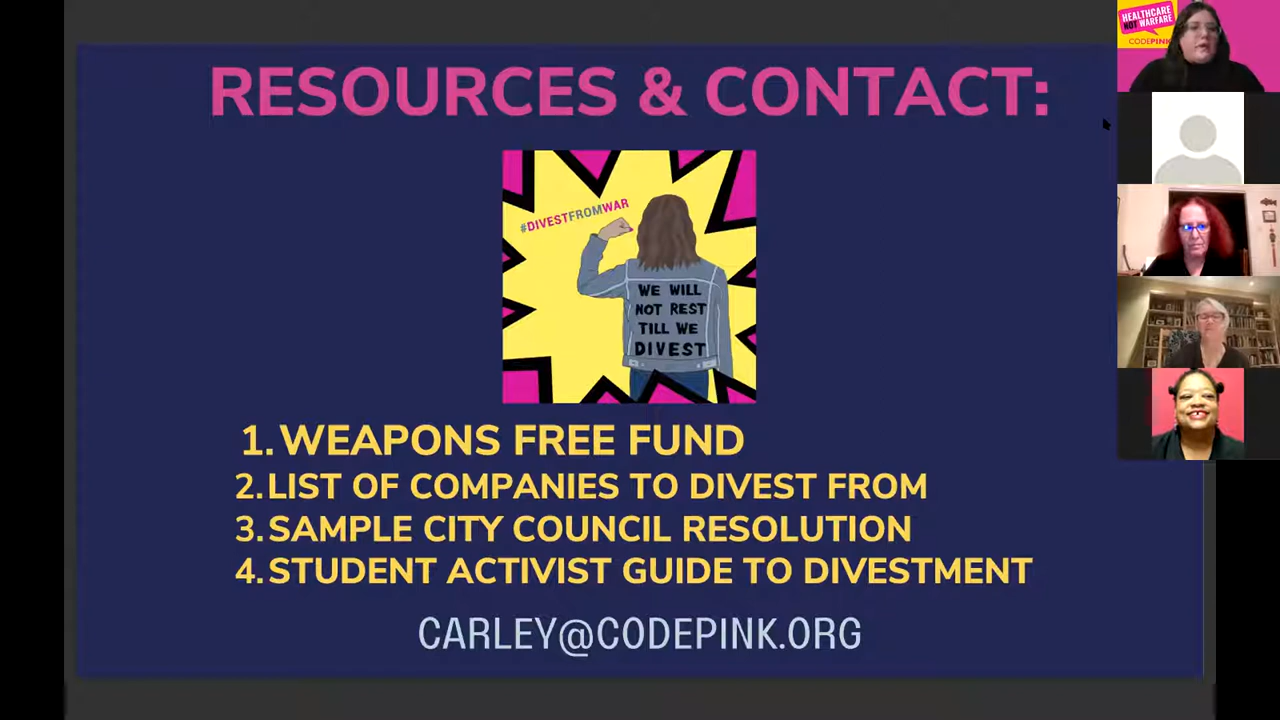 RESOURCES & CONTACT:
#DIVESTFROMWAR
WE WILL
NOT REST
TILL WE
DIVEST
1. WEAPONS FREE FUND
2. LIST OF COMPANIES TO DIVEST FROM
3. SAMPLE CITY COUNCIL RESOLUTION
4. STUDENT ACTIVIST GUIDE TO DIVESTMENT
CARLEY@CODEPINK.ORG
HEALTHCARE
NOT WARFARE
CODEPINK